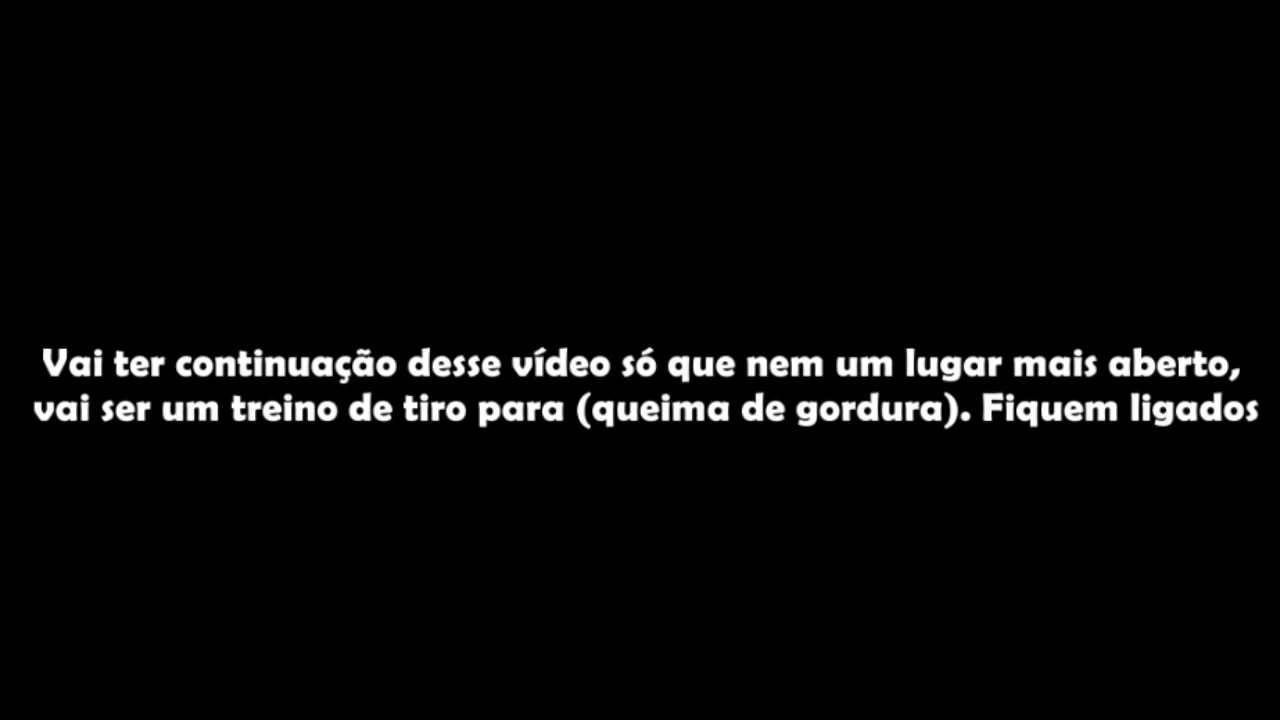 Vai ter continuação desse vídeo só que nem um lugar mais aberto,
vai ser um treino de tiro para (queima de gordura). Fiquem ligados